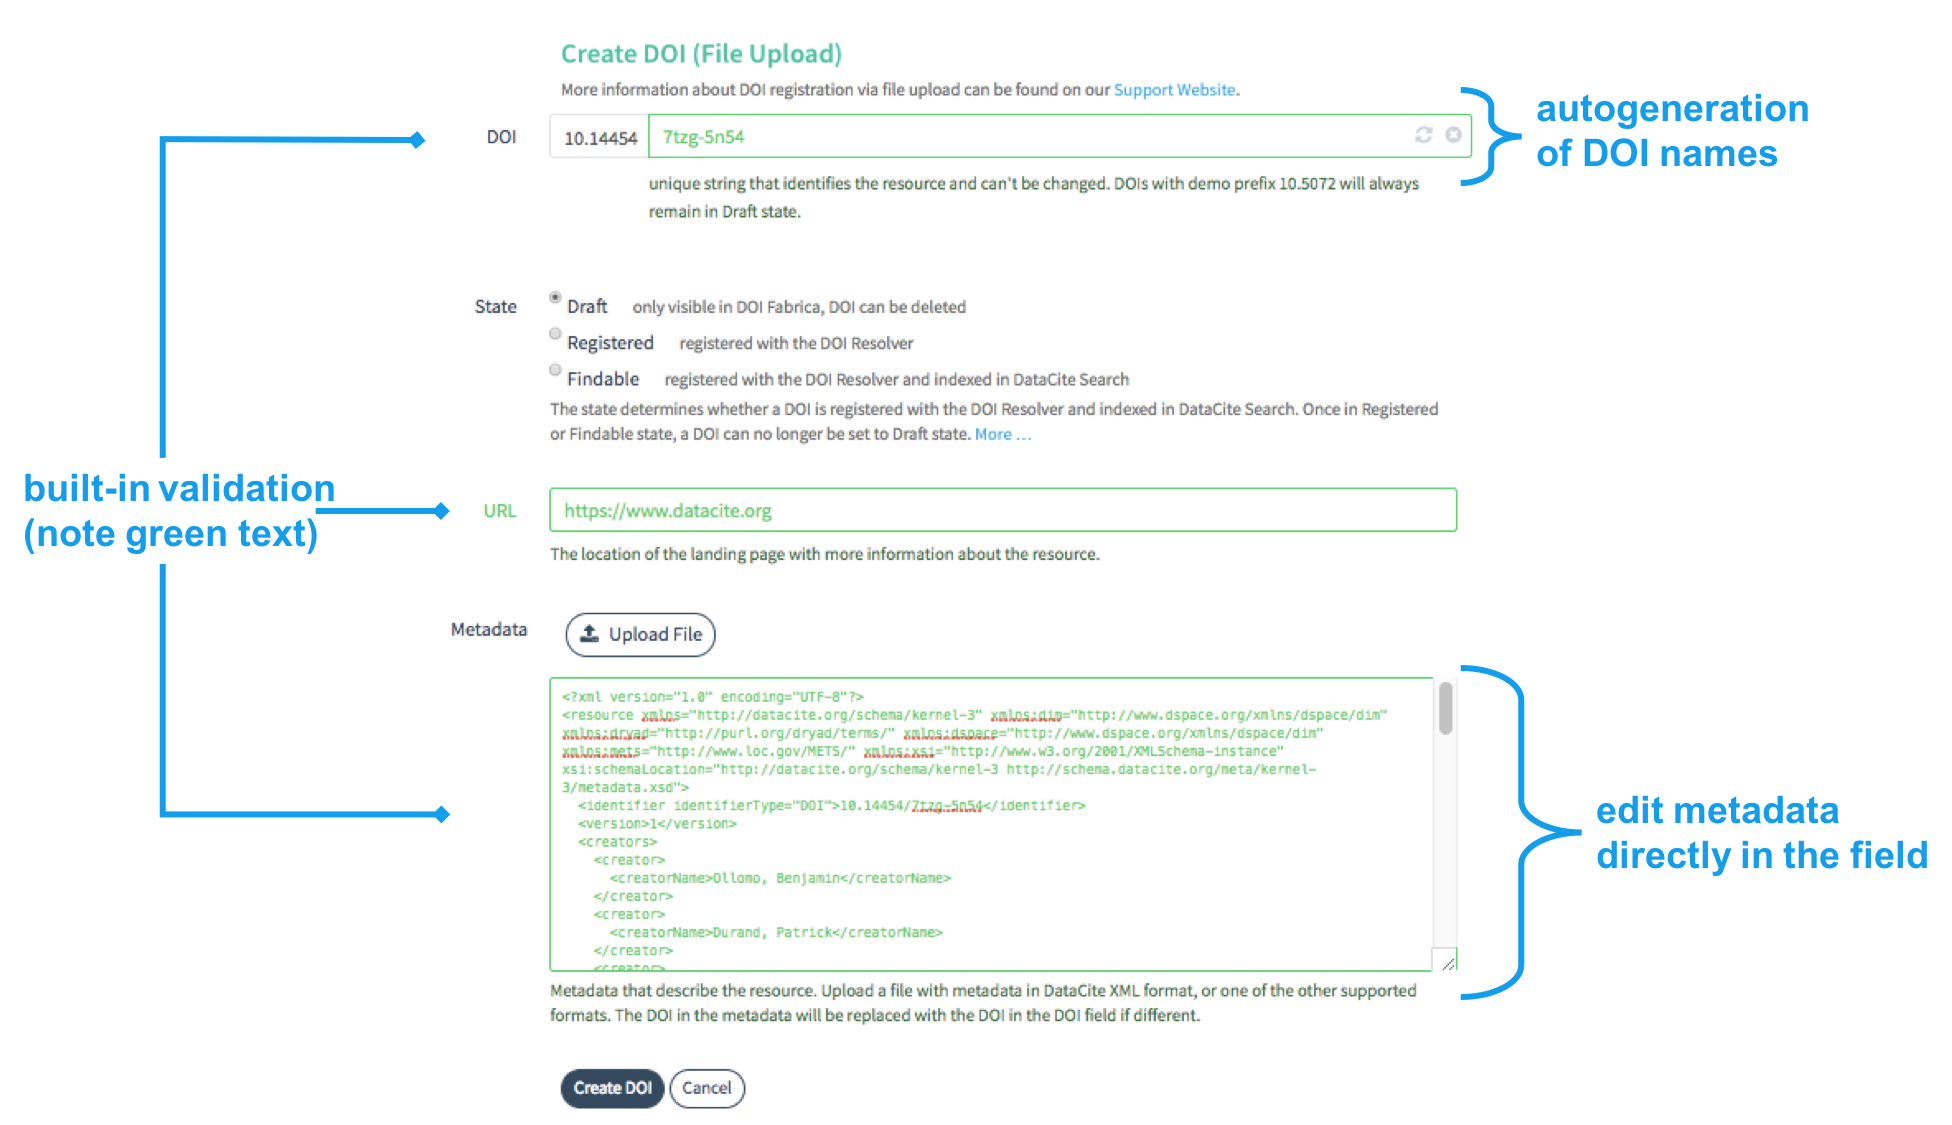 Create DOI (File Upload)
More information about DOI registration via file upload can be found on our Support Website.
autogeneration
of DOI names
DOI
10.14454
7tzg-5n54
unique string that identifies the resource and can't be changed. DOIs with demo prefix 10.5072 will always
remain in Draft state.
State
Draft only visible in DOI Fabrica, DOI can be deleted
Registered registered with the DOI Resolver
Findable registered with the DOI Resolver and indexed in DataCite Search
The state determines whether a DOI is registered with the DOI Resolver and indexed in DataCite Search. Once in Registered
or Findable state, a DOI can no longer be set to Draft state. More …
built-in validation
(note green text)
URL
https://www.datacite.org
The location of the landing page with more information about the resource.
Metadata
Upload File
<?xml version="1.0" encoding="UTF-8"?>
<resource xmlns="http://datacite.org/schema/kernel-3" xmlns:dim="http://www.dspace.org/xmlns/dspace/dim"
xmlns:dryad="http://purl.org/dryad/terms/" xmlns:dspace="http://www.dspace.org/xmlns/dspace/dim"
xmlns:mets="http://www.loc.gov/METS/" xmlns:xsi="http://www.w3.org/2001/XMLSchema-instance"
xsi:schemaLocation="http://datacite.org/schema/kernel-3 http://schema.datacite.org/meta/kernel-
3/metadata.xsd">
<identifier identifierType="DOI">10.14454/7tzg-5n54</identifier>
<version>1</version>
<creators>
<creator>
<creatorName>Ollomo, Benjamin</creatorName>
</creator>
<creator>
<creatorName>Durand, Patrick</creatorName>
</creator>
<creator>
edit metadata
directly in the field
Metadata that describe the resource. Upload a file with metadata in DataCite XML format, or one of the other supported
formats. The DOI in the metadata will be replaced with the DOI in the DOI field if different.
Create DOI
Cancel